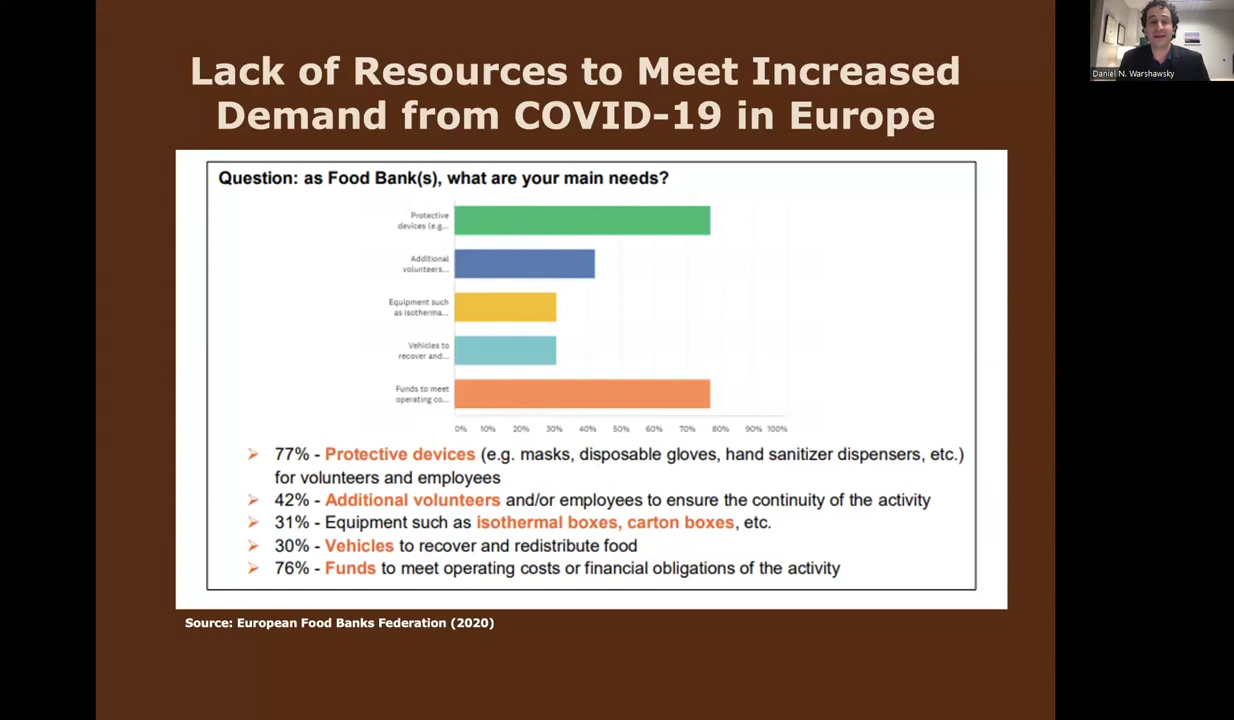 Lack of Resources to Meet Increased
Demand from COVID-19 in Europe
Daniel N. Warshawsky
Question: as Food Bank(s), what are your main needs?
Protective
devices (e.g...
Additional
volunteers...
Equipment such
as isotherma...
Vehicles to
recover and...
Funds to meet
operating co...
0% 10% 20% 30% 40% 50% 60% 70% 80% 90% 100%
➢ 77% - Protective devices (e.g. masks, disposable gloves, hand sanitizer dispensers, etc.)
for volunteers and employees
➢ 42% - Additional volunteers and/or employees to ensure the continuity of the activity
➢ 31% - Equipment such as isothermal boxes, carton boxes, etc.
➢ 30% - Vehicles to recover and redistribute food
➢ 76% - Funds to meet operating costs or financial obligations of the activity
Source: European Food Banks Federation (2020)